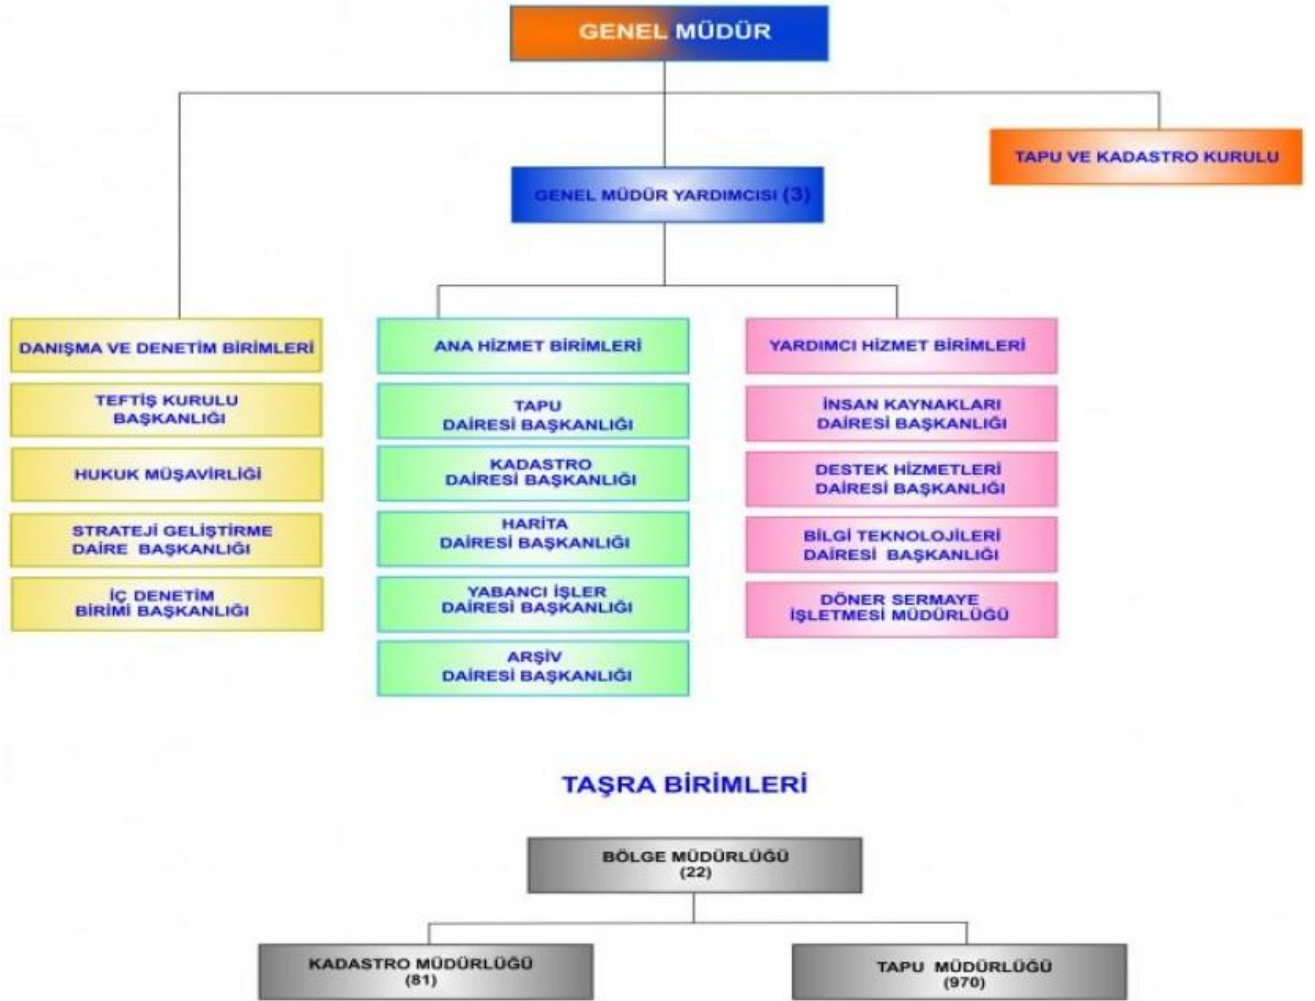 GENEL MÜDÜR
TAPU VE KADASTRO KURULU
GENEL MÜDÜR YARDIMCISI (3)
DANIŞMA VE DENETİM BİRİMLERİ
TEFTİŞ KURULU
BAŞKANLIĞI
HUKUK MÜŞAVİRLİĞİ
STRATEJİ GELİŞTİRME
DAİRE BAŞKANLIĞI
İÇ DENETİM
BİRİMİ BAŞKANLIĞI
ANA HİZMET BİRİMLERİ
TAPU
DAİRESİ BAŞKANLIĞI
KADASTRO
DAİRESİ BAŞKANLIĞI
HARİTA
DAİRESİ BAŞKANLIĞI
YABANCI İŞLER
DAİRESİ BAŞKANLIĞI
ARŞİV
DAİRESİ BAŞKANLIĞI
YARDIMCI HİZMET BİRİMLERİ
İNSAN KAYNAKLARI
DAİRESİ BAŞKANLIĞI
DESTEK HİZMETLERİ
DAİRESİ BAŞKANLIĞI
BİLGİ TEKNOLOJİLERİ
DAİRESİ BAŞKANLIĞI
DÖNER SERMAYE
İŞLETMESİ MÜDÜRLÜĞÜ
TAŞRA BİRİMLERİ
BÖLGE MÜDÜRLÜĞÜ
(22)
KADASTRO MÜDÜRLÜĞÜ
(81)
TAPU MÜDÜRLÜĞÜ
(970)